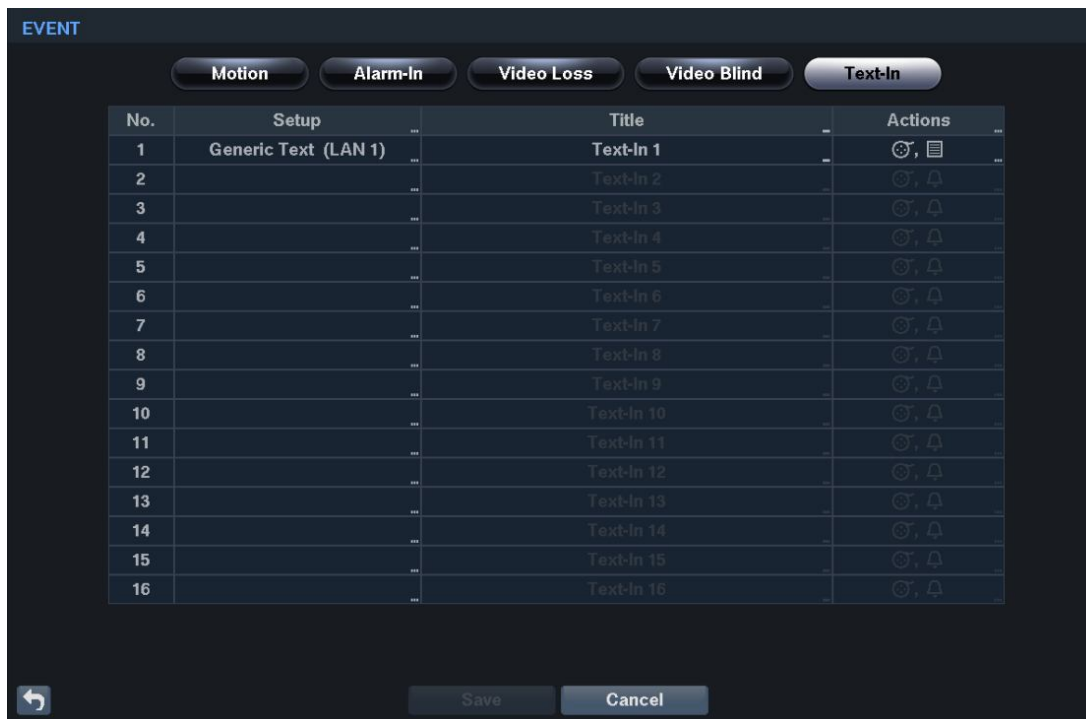 EVENT
Motion Alarm-In Video Loss Video Blind Text-In
No. Setup Title Actions
1 Generic Text (LAN 1) Text-In 1 ,
2 Text-In 2 ,
3 Text-In 3 ,
4 Text-In 4 ,
5 Text-In 5 ,
6 Text-In 6 ,
7 Text-In 7 ,
8 Text-In 8 ,
9 Text-In 9 ,
10 Text-In 10 ,
11 Text-In 11 ,
12 Text-In 12 ,
13 Text-In 13 ,
14 Text-In 14 ,
15 Text-In 15 ,
16 Text-In 16 ,
Save Cancel